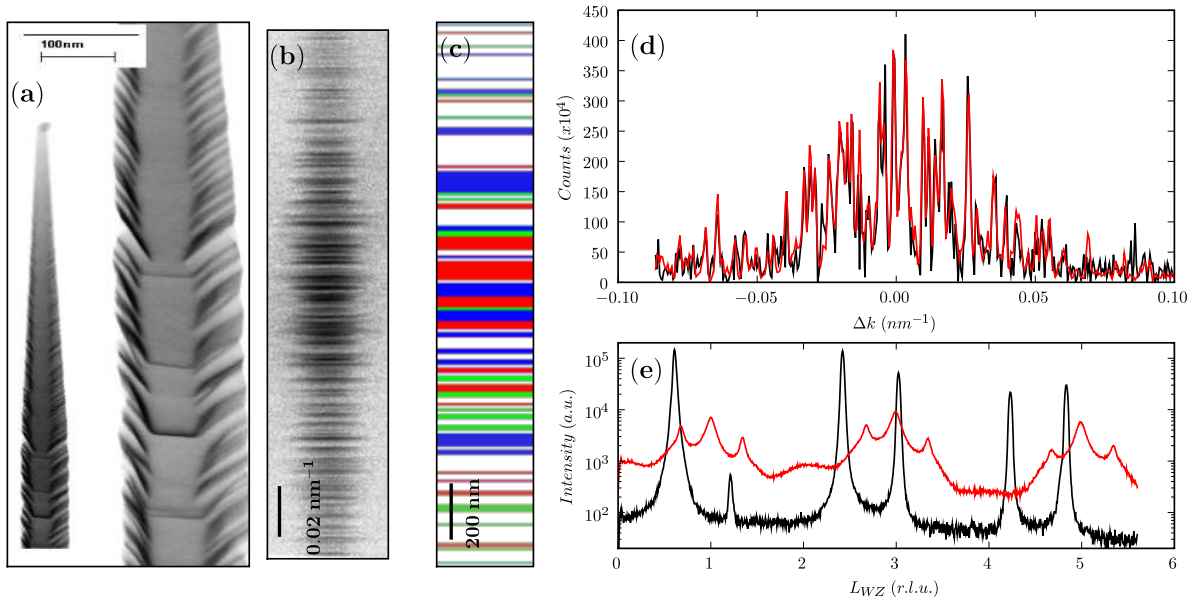 100nm
(a)
(b)
0.02 nm⁻¹
(c)
200 nm
(d)
450
400
350
300
250
200
150
100
50
0
Counts (x10⁴)
−0.10
−0.05
0.00
0.05
0.10
Δk (nm⁻¹)
(e)
10⁵
10⁴
10³
10²
Intensity (a.u.)
0 1 2 3 4 5 6
L_WZ (r.l.u.)